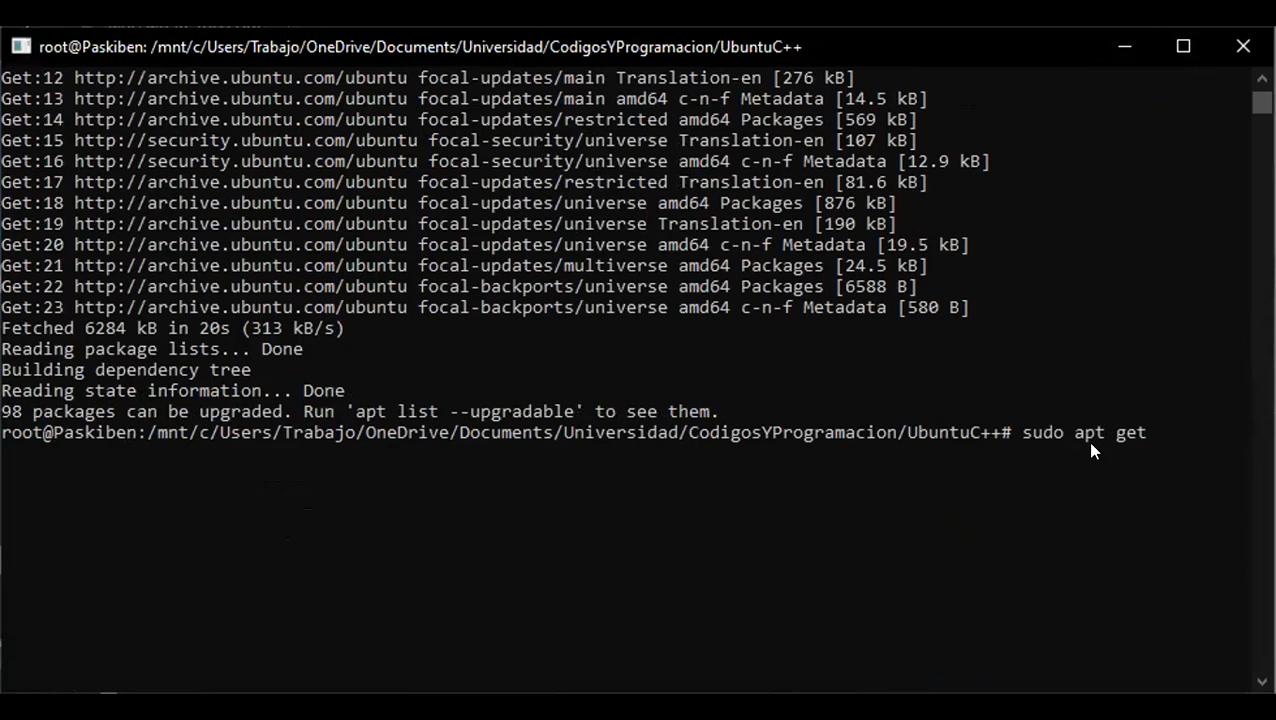 root@Paskiben: /mnt/c/Users/Trabajo/OneDrive/Documents/Universidad/CodigosYProgramacion/UbuntuC++
Get:12 http://archive.ubuntu.com/ubuntu focal-updates/main Translation-en [276 kB]
Get:13 http://archive.ubuntu.com/ubuntu focal-updates/main amd64 c-n-f Metadata [14.5 kB]
Get:14 http://archive.ubuntu.com/ubuntu focal-updates/restricted amd64 Packages [569 kB]
Get:15 http://security.ubuntu.com/ubuntu focal-security/universe Translation-en [107 kB]
Get:16 http://security.ubuntu.com/ubuntu focal-security/universe amd64 c-n-f Metadata [12.9 kB]
Get:17 http://archive.ubuntu.com/ubuntu focal-updates/restricted Translation-en [81.6 kB]
Get:18 http://archive.ubuntu.com/ubuntu focal-updates/universe amd64 Packages [876 kB]
Get:19 http://archive.ubuntu.com/ubuntu focal-updates/universe Translation-en [190 kB]
Get:20 http://archive.ubuntu.com/ubuntu focal-updates/universe amd64 c-n-f Metadata [19.5 kB]
Get:21 http://archive.ubuntu.com/ubuntu focal-updates/multiverse amd64 Packages [24.5 kB]
Get:22 http://archive.ubuntu.com/ubuntu focal-backports/universe amd64 Packages [6588 B]
Get:23 http://archive.ubuntu.com/ubuntu focal-backports/universe amd64 c-n-f Metadata [580 B]
Fetched 6284 kB in 20s (313 kB/s)
Reading package lists... Done
Building dependency tree
Reading state information... Done
98 packages can be upgraded. Run 'apt list --upgradable' to see them.
root@Paskiben:/mnt/c/Users/Trabajo/OneDrive/Documents/Universidad/CodigosYProgramacion/UbuntuC++# sudo apt get